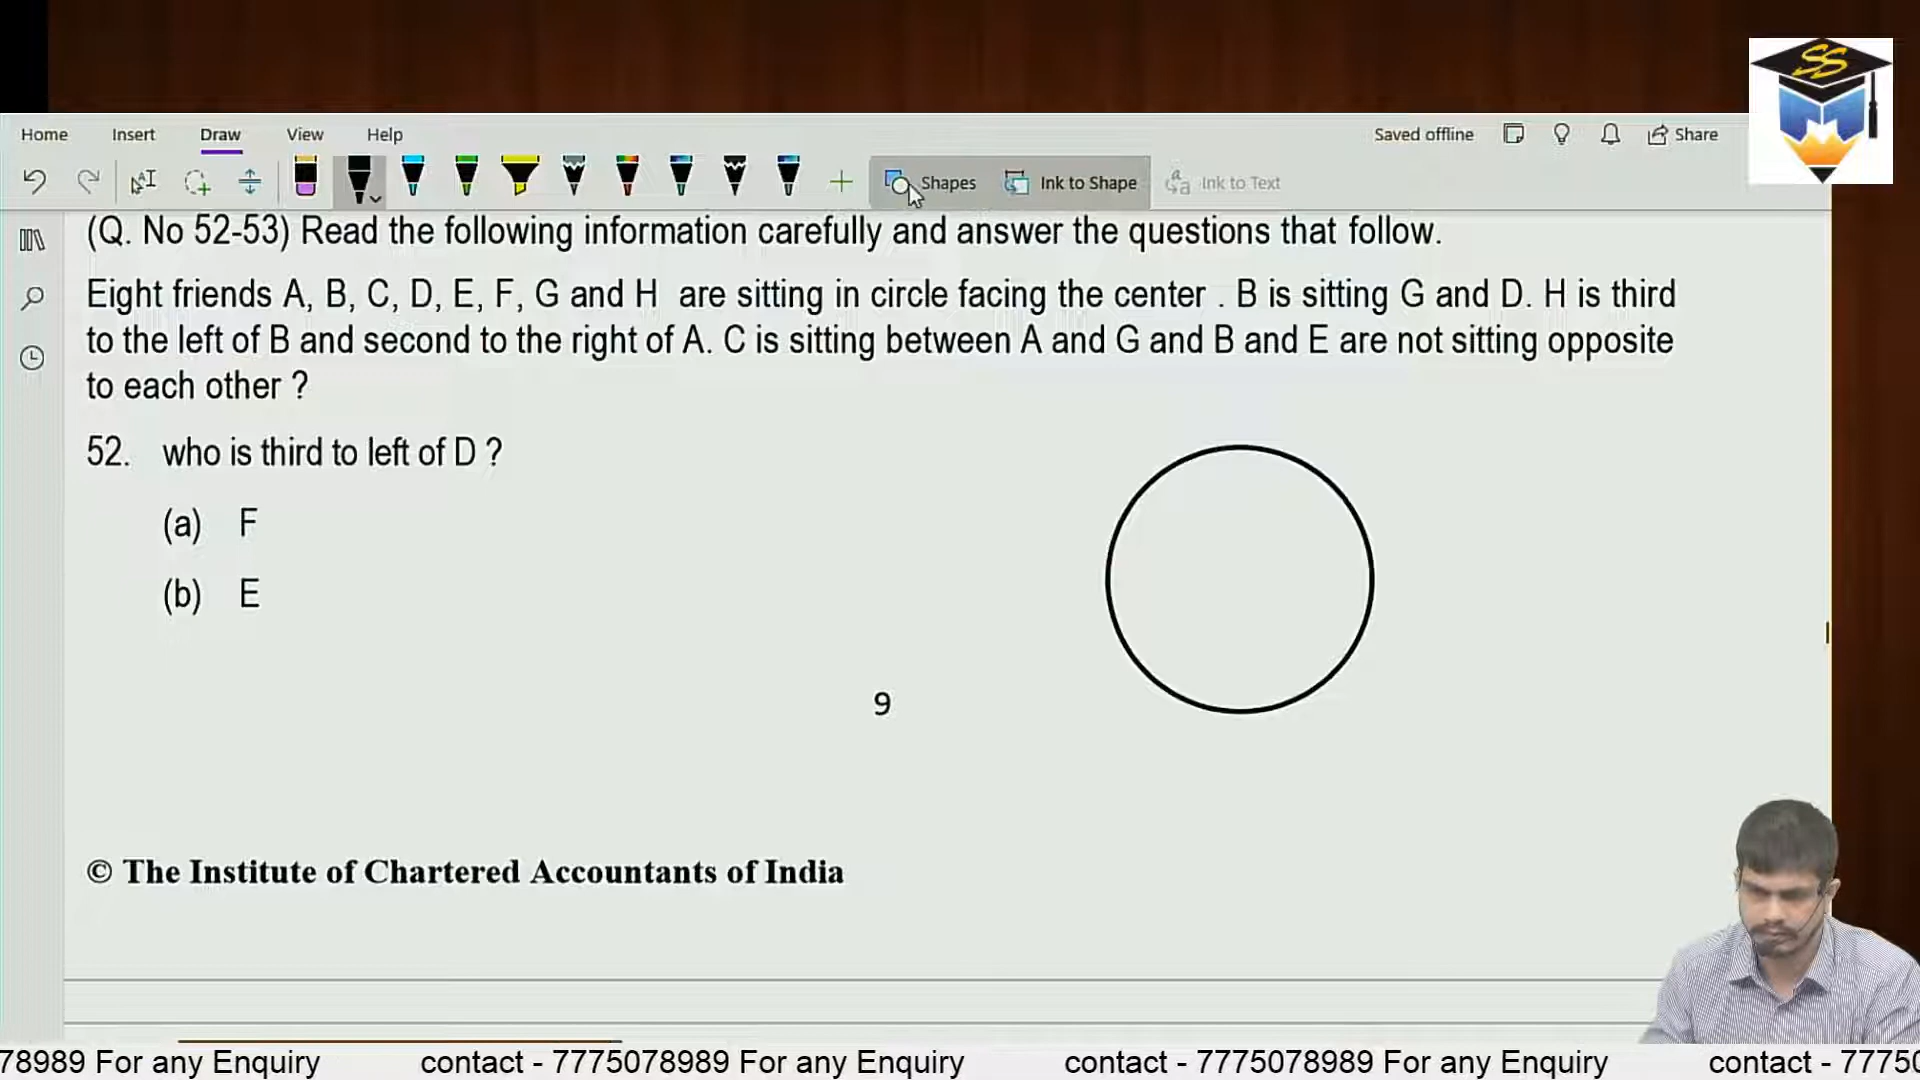 SS
Home Insert Draw View Help
Saved offline Share
Shapes Ink to Shape Ink to Text
(Q. No 52-53) Read the following information carefully and answer the questions that follow.
Eight friends A, B, C, D, E, F, G and H are sitting in circle facing the center . B is sitting G and D. H is third
to the left of B and second to the right of A. C is sitting between A and G and B and E are not sitting opposite
to each other ?
52. who is third to left of D ?
(a) F
(b) E
9
© The Institute of Chartered Accountants of India
78989 For any Enquiry contact - 7775078989 For any Enquiry contact - 7775078989 For any Enquiry contact - 77750